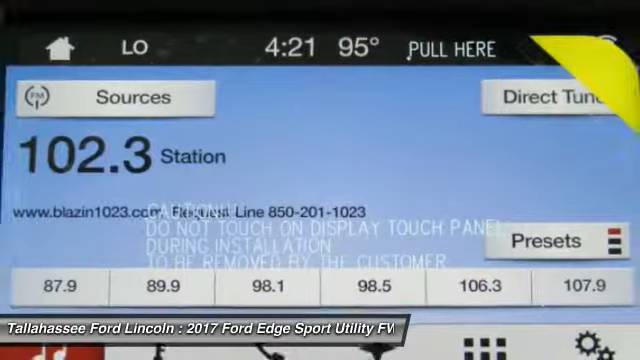 LO 4:21 95° PULL HERE
FM Sources Direct Tune
102.3 Station
www.blazin1023.com Request Line 850-201-1023
CAUTION!!
DO NOT TOUCH ON DISPLAY TOUCH PANEL
DURING INSTALLATION
TO BE REMOVED BY THE CUSTOMER
Presets
87.9 89.9 98.1 98.5 106.3 107.9
Tallahassee Ford Lincoln : 2017 Ford Edge Sport Utility FW